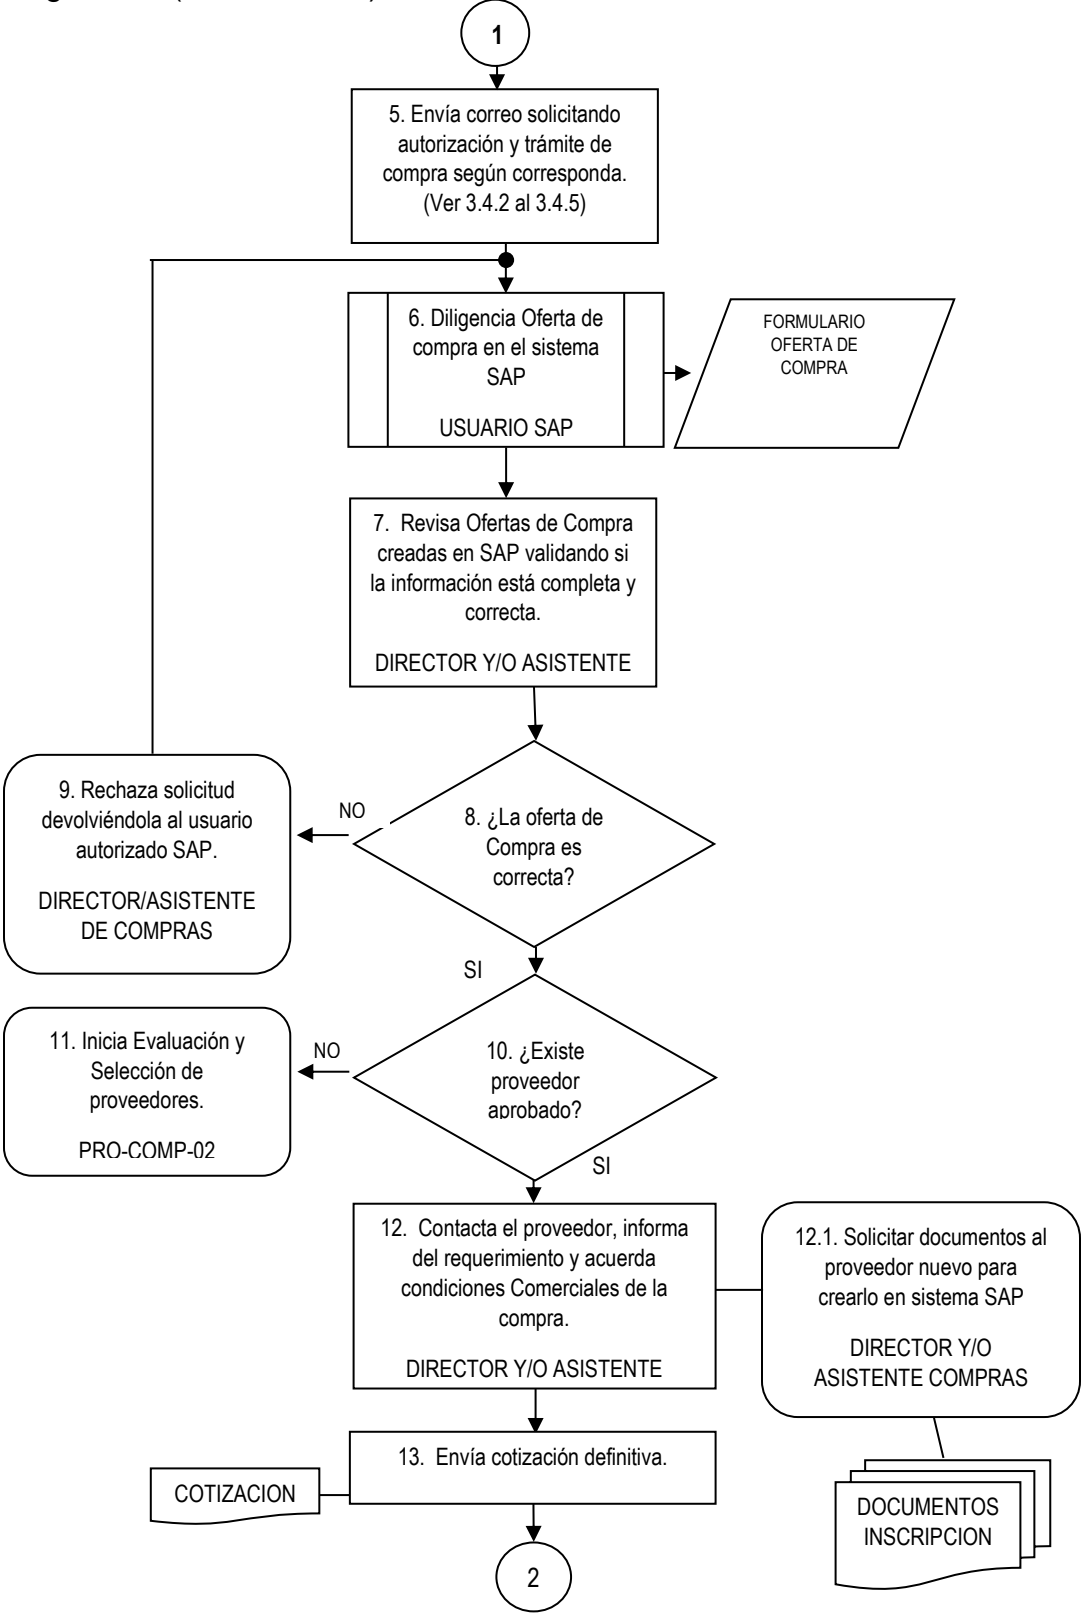 1
5. Envía correo solicitando
autorización y trámite de
compra según corresponda.
(Ver 3.4.2 al 3.4.5)
6. Diligencia Oferta de
compra en el sistema
SAP
USUARIO SAP
FORMULARIO
OFERTA DE
COMPRA
7. Revisa Ofertas de Compra
creadas en SAP validando si
la información está completa y
correcta.
DIRECTOR Y/O ASISTENTE
8. ¿La oferta de
Compra es
correcta?
NO
9. Rechaza solicitud
devolviéndola al usuario
autorizado SAP.
DIRECTOR/ASISTENTE
DE COMPRAS
SI
10. ¿Existe
proveedor
aprobado?
NO
11. Inicia Evaluación y
Selección de
proveedores.
PRO-COMP-02
SI
12. Contacta el proveedor, informa
del requerimiento y acuerda
condiciones Comerciales de la
compra.
DIRECTOR Y/O ASISTENTE
12.1. Solicitar documentos al
proveedor nuevo para
crearlo en sistema SAP
DIRECTOR Y/O
ASISTENTE COMPRAS
13. Envía cotización definitiva.
COTIZACION
DOCUMENTOS
INSCRIPCION
2